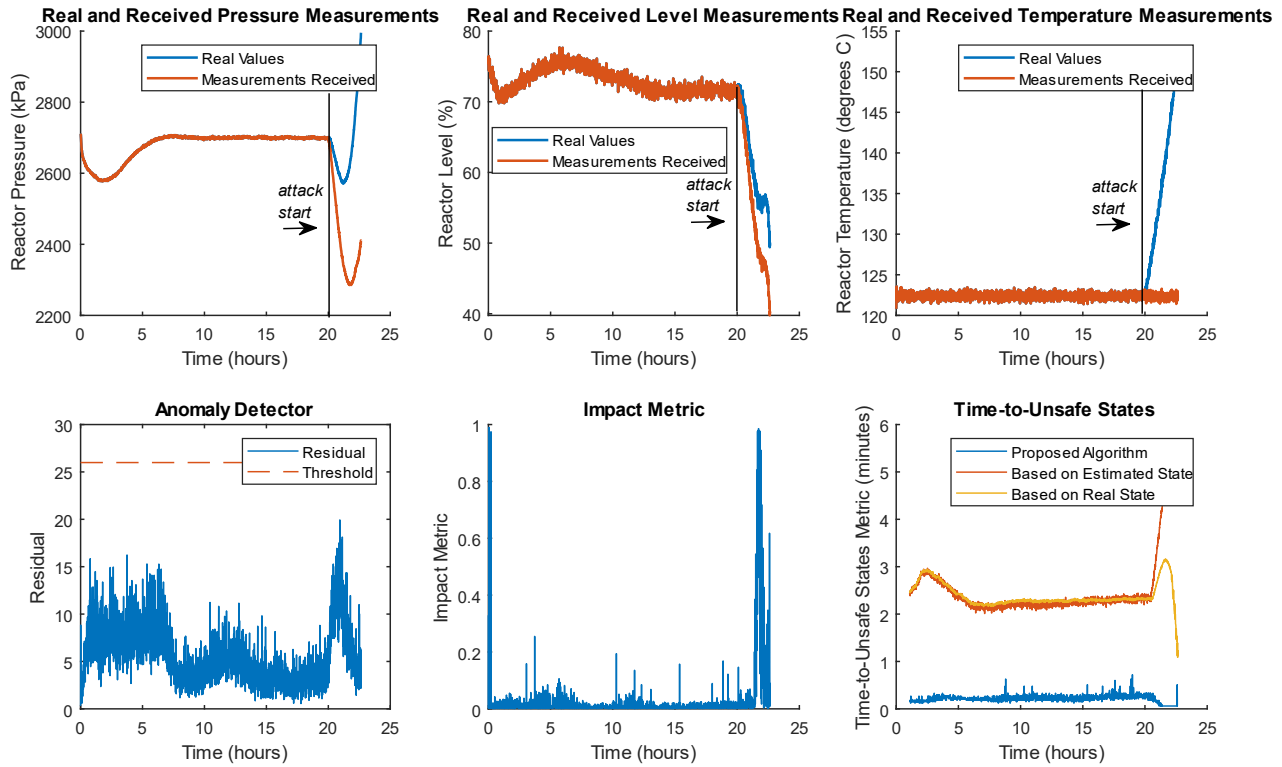 Real and Received Pressure Measurements
Reactor Pressure (kPa)
3000
2800
2600
2400
2200
Real Values
Measurements Received
attack
start
0 5 10 15 20 25
Time (hours)
Real and Received Level Measurements
Reactor Level (%)
80
70
60
50
40
Real Values
Measurements Received
attack
start
0 5 10 15 20 25
Time (hours)
Real and Received Temperature Measurements
Reactor Temperature (degrees C)
155
150
145
140
135
130
125
120
Real Values
Measurements Received
attack
start
0 5 10 15 20 25
Time (hours)
Anomaly Detector
Residual
30
25
20
15
10
5
0
Residual
Threshold
0 5 10 15 20 25
Time (hours)
Impact Metric
Impact Metric
1
0.8
0.6
0.4
0.2
0
0 5 10 15 20 25
Time (hours)
Time-to-Unsafe States
Time-to-Unsafe States Metric (minutes)
6
5
4
3
2
1
0
Proposed Algorithm
Based on Estimated State
Based on Real State
0 5 10 15 20 25
Time (hours)